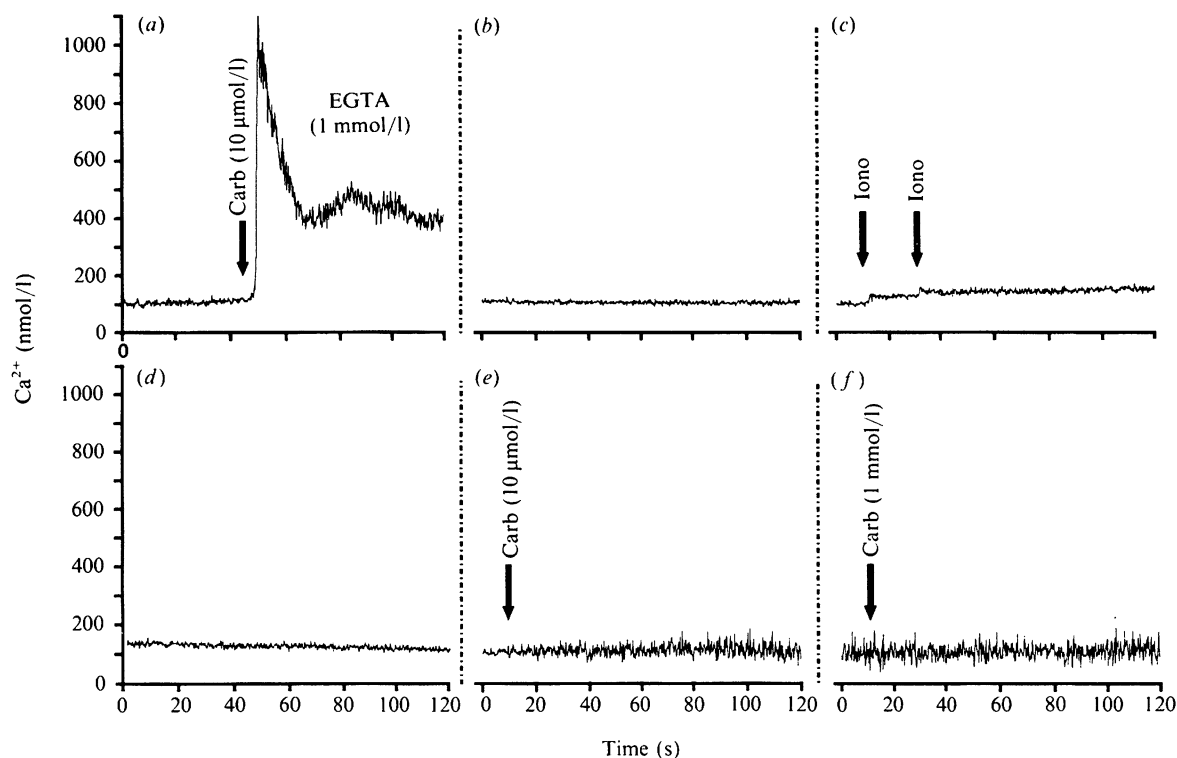 (a)
(b)
(c)
1000
800
600
400
200
0
Carb (10 μmol/l)
EGTA
(1 mmol/l)
Iono
Iono
0
Ca²⁺ (nmol/l)
(d)
(e)
(f)
1000
800
600
400
200
0
Carb (10 μmol/l)
Carb (1 mmol/l)
0 20 40 60 80 100 120
0 20 40 60 80 100 120
0 20 40 60 80 100 120
Time (s)